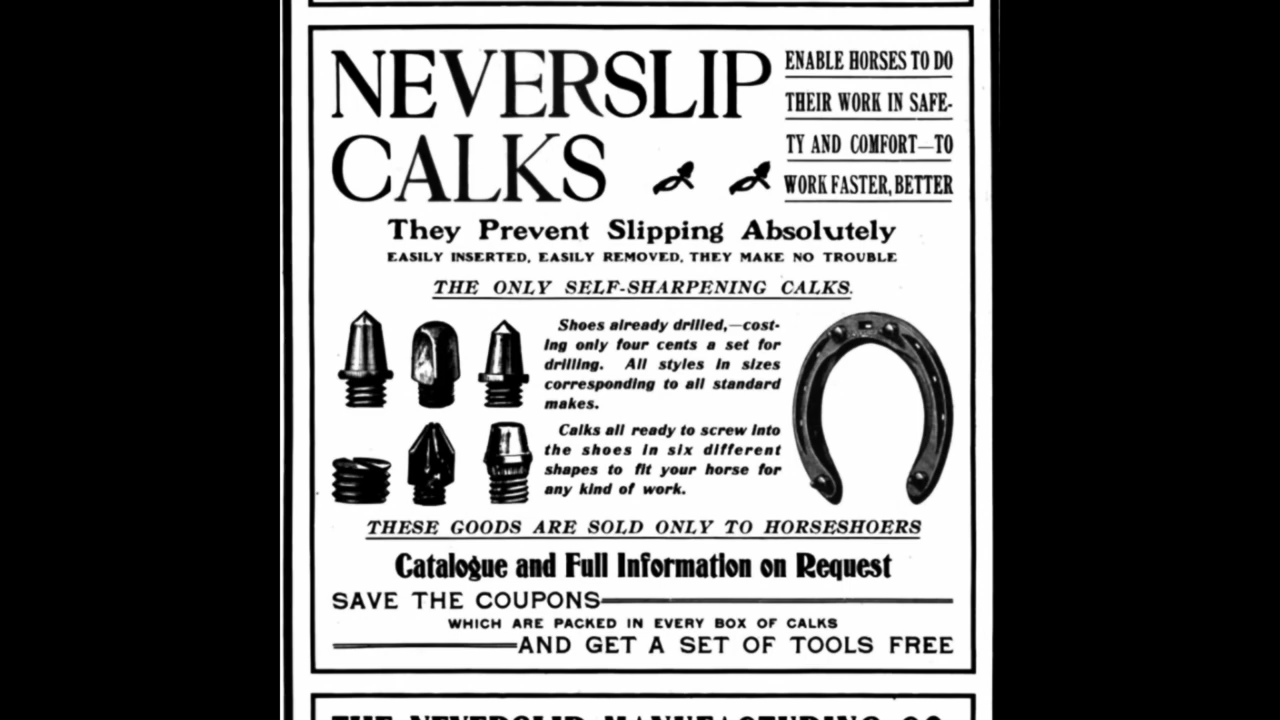 NEVERSLIP
CALKS
ENABLE HORSES TO DO
THEIR WORK IN SAFE-
TY AND COMFORT—TO
WORK FASTER, BETTER
They Prevent Slipping Absolutely
EASILY INSERTED, EASILY REMOVED, THEY MAKE NO TROUBLE
THE ONLY SELF-SHARPENING CALKS.
Shoes already drilled,—cost-
ing only four cents a set for
drilling. All styles in sizes
corresponding to all standard
makes.
Calks all ready to screw into
the shoes in six different
shapes to fit your horse for
any kind of work.
THESE GOODS ARE SOLD ONLY TO HORSESHOERS
Catalogue and Full Information on Request
SAVE THE COUPONS
WHICH ARE PACKED IN EVERY BOX OF CALKS
AND GET A SET OF TOOLS FREE
THE NEVERSLIP MANUFACTURING CO.